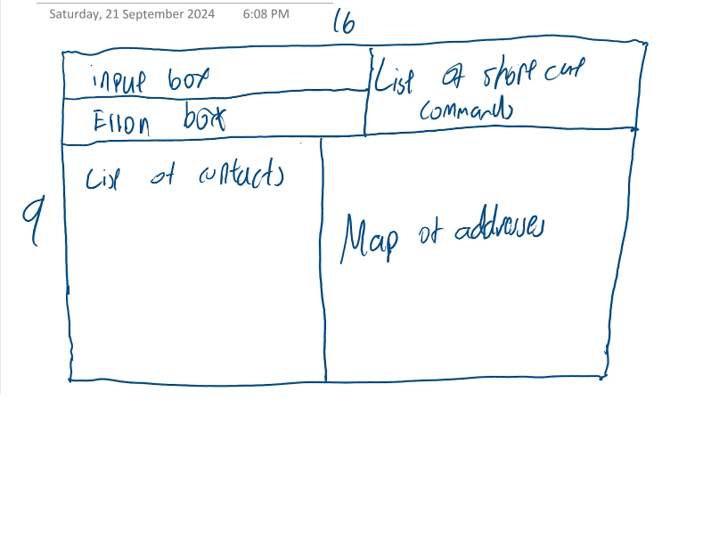 Saturday, 21 September 2024 6:08 PM
16
input box
List of short cut
commands
Error box
List of contacts
9
Map of addresses